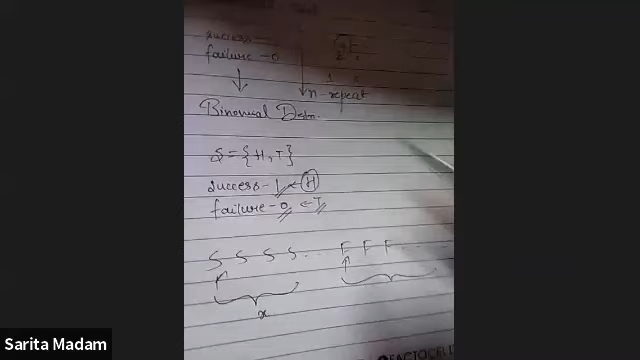 success
failure - 0
n - repeat
Binomial Distn.
S = {H, T}
success - 1 ← H
failure - 0 ← T
S S S S ... F F F ...
x
Sarita Madam